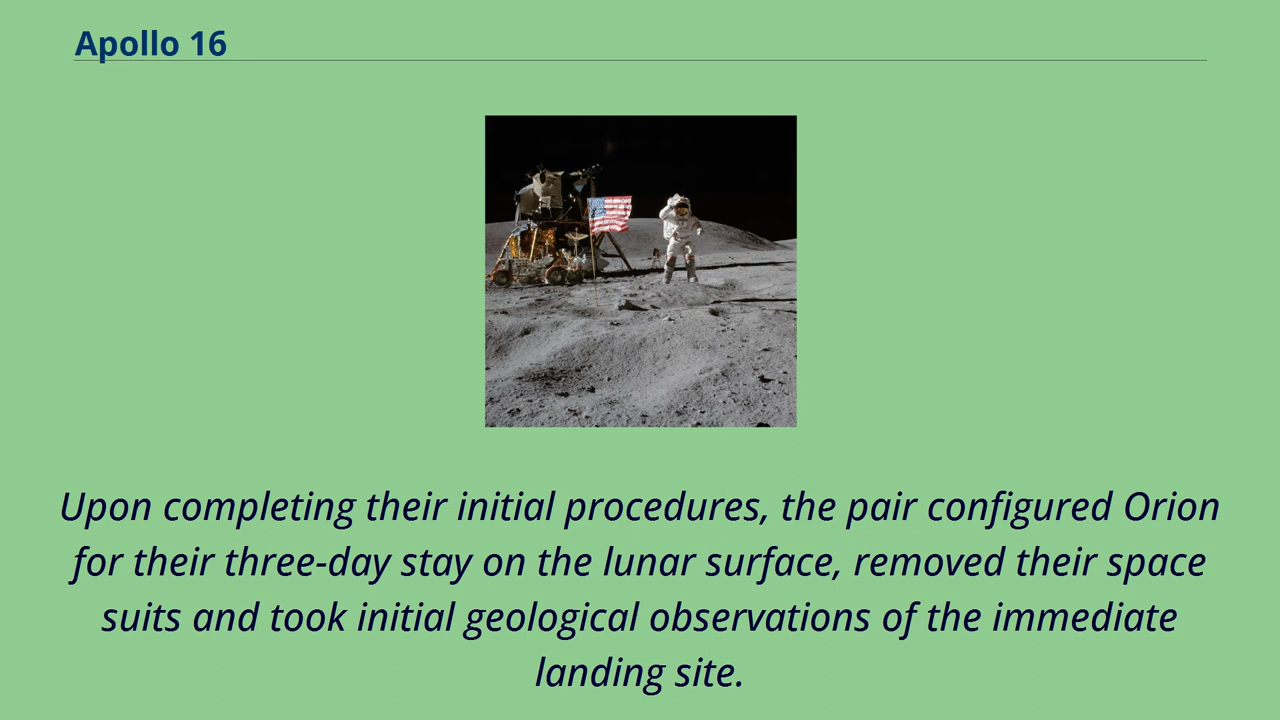 Apollo 16
Upon completing their initial procedures, the pair configured Orion
for their three-day stay on the lunar surface, removed their space
suits and took initial geological observations of the immediate
landing site.